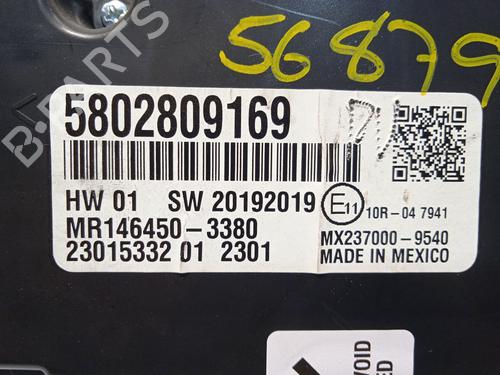 56879
B-PARTS
5802809169
HW 01 SW 20192019 E11 10R-04 7941
MR146450-3380 MX237000-9540
23015332 01 2301 MADE IN MEXICO
VOID